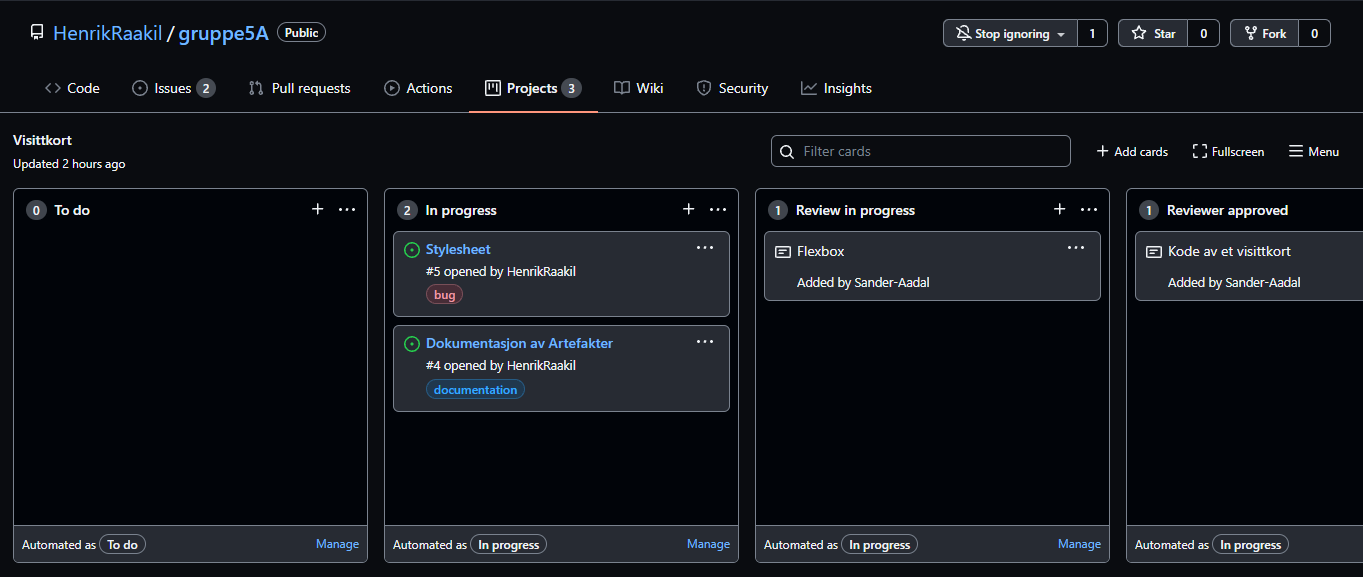 HenrikRaakil / gruppe5A Public
Stop ignoring 1 Star 0 Fork 0
Code Issues 2 Pull requests Actions Projects 3 Wiki Security Insights
Visittkort
Updated 2 hours ago
Filter cards Add cards Fullscreen Menu
0 To do
Automated as To do Manage
2 In progress
Stylesheet
#5 opened by HenrikRaakil
bug
Dokumentasjon av Artefakter
#4 opened by HenrikRaakil
documentation
Automated as In progress Manage
1 Review in progress
Flexbox
Added by Sander-Aadal
Automated as In progress Manage
1 Reviewer approved
Kode av et visittkort
Added by Sander-Aadal
Automated as In progress